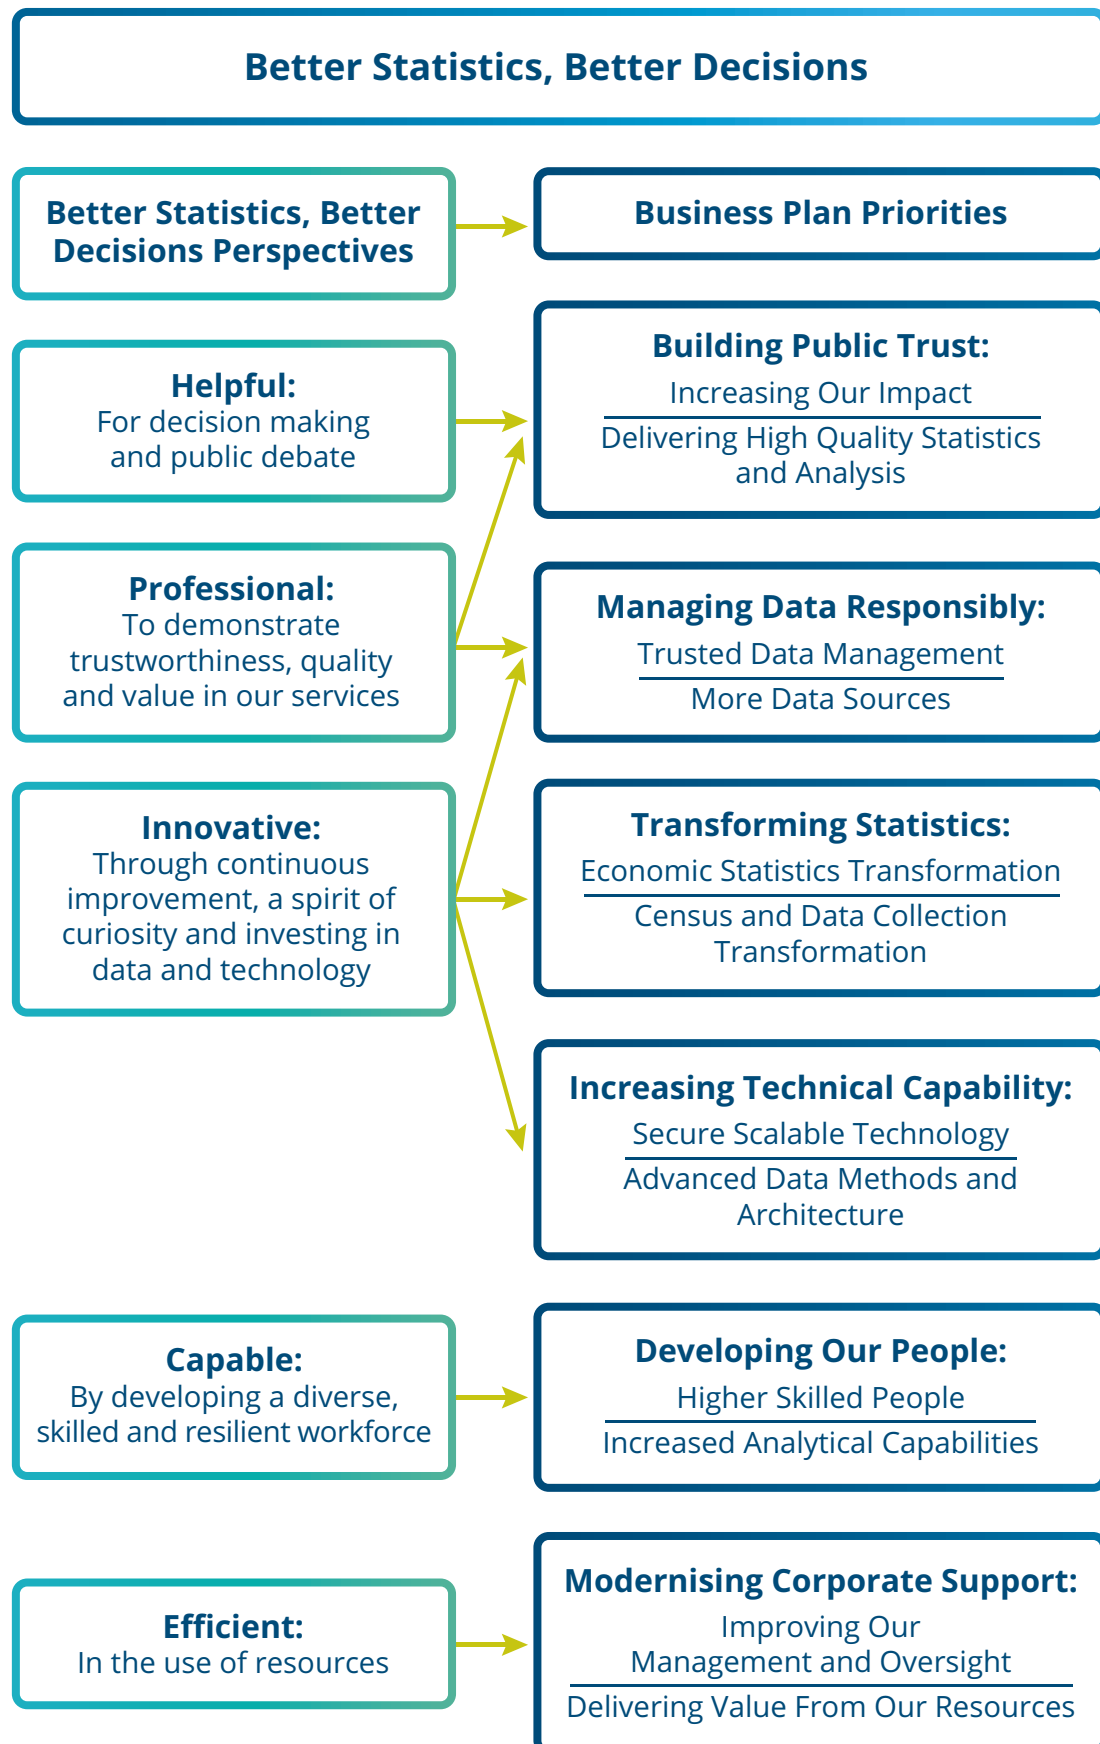 Better Statistics, Better Decisions
Better Statistics, Better
Decisions Perspectives
Business Plan Priorities
Helpful:
For decision making
and public debate
Building Public Trust:
Increasing Our Impact
Delivering High Quality Statistics
and Analysis
Professional:
To demonstrate
trustworthiness, quality
and value in our services
Managing Data Responsibly:
Trusted Data Management
More Data Sources
Innovative:
Through continuous
improvement, a spirit of
curiosity and investing in
data and technology
Transforming Statistics:
Economic Statistics Transformation
Census and Data Collection
Transformation
Increasing Technical Capability:
Secure Scalable Technology
Advanced Data Methods and
Architecture
Capable:
By developing a diverse,
skilled and resilient workforce
Developing Our People:
Higher Skilled People
Increased Analytical Capabilities
Efficient:
In the use of resources
Modernising Corporate Support:
Improving Our
Management and Oversight
Delivering Value From Our Resources